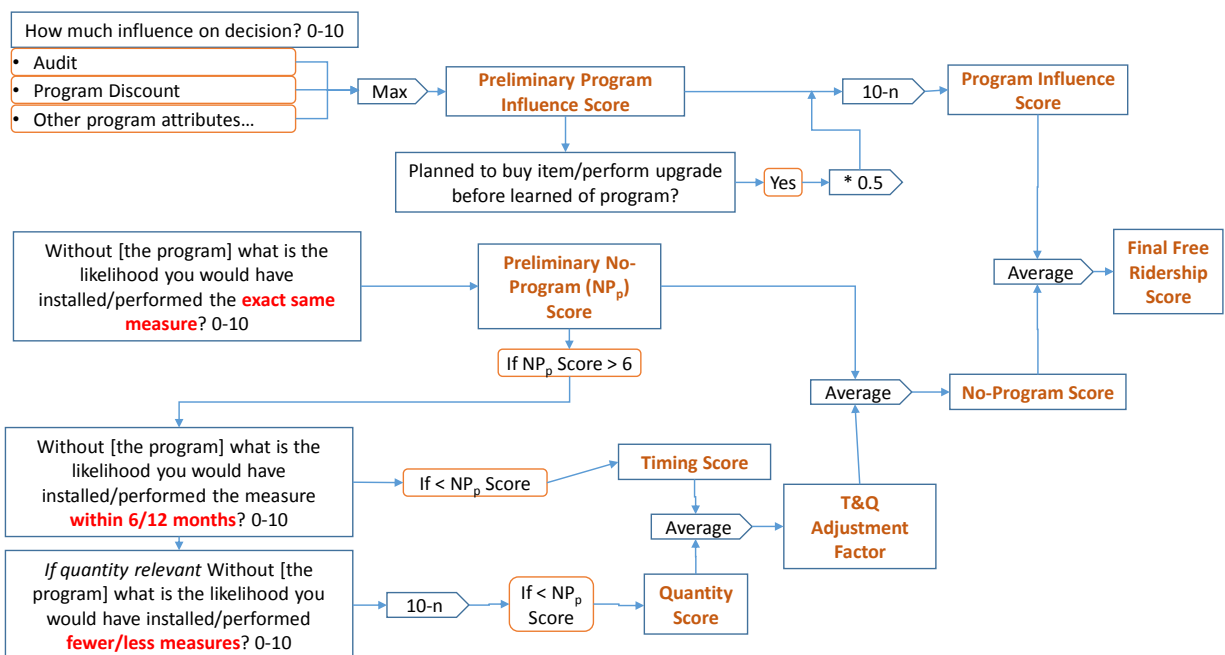 How much influence on decision? 0-10
• Audit
• Program Discount
• Other program attributes…
Max
Preliminary Program
Influence Score
10-n
Program Influence
Score
Planned to buy item/perform upgrade
before learned of program?
Yes
* 0.5
Without [the program] what is the
likelihood you would have
installed/performed the exact same
measure? 0-10
Preliminary No-
Program (NPp)
Score
Average
Final Free
Ridership
Score
If NPp Score > 6
Average
No-Program Score
Without [the program] what is the
likelihood you would have
installed/performed the measure
within 6/12 months? 0-10
If < NPp Score
Timing Score
Average
T&Q
Adjustment
Factor
If quantity relevant Without [the
program] what is the likelihood you
would have installed/performed
fewer/less measures? 0-10
10-n
If < NPp
Score
Quantity
Score